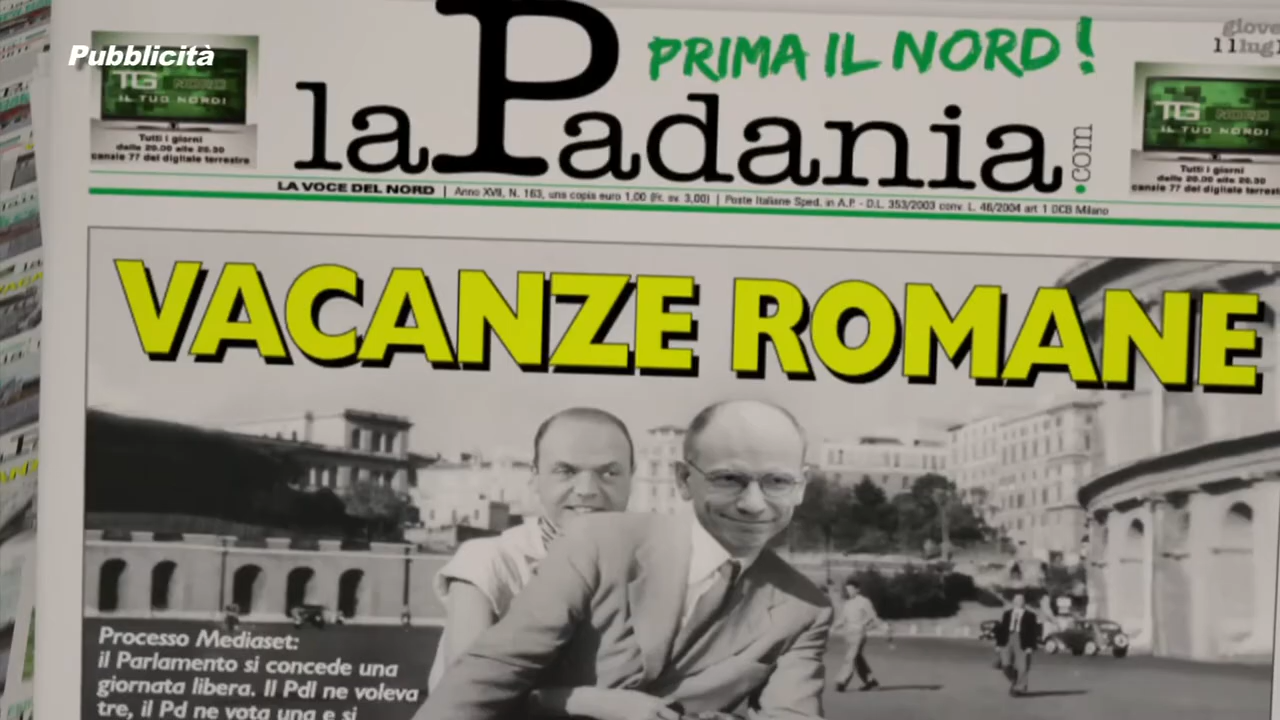 Pubblicità
PRIMA IL NORD!
giove
11lugl
TG NORD
IL TUO NORD!
Tutti i giorni
dalle 20.00 alle 20.30
canale 77 del digitale terrestre
laPadania.com
TG NORD
IL TUO NORD!
Tutti i giorni
dalle 20.00 alle 20.30
canale 77 del digitale terrest
LA VOCE DEL NORD | Anno XVII, N. 163, una copia euro 1,00 (Fr. sv. 3,00) | Poste Italiane Sped. in A.P. - D.L. 353/2003 conv. L. 46/2004 art 1 DCB Milano
VACANZE ROMANE
Processo Mediaset:
il Parlamento si concede una
giornata libera. Il Pdl ne voleva
tre, il Pd ne vota una e si